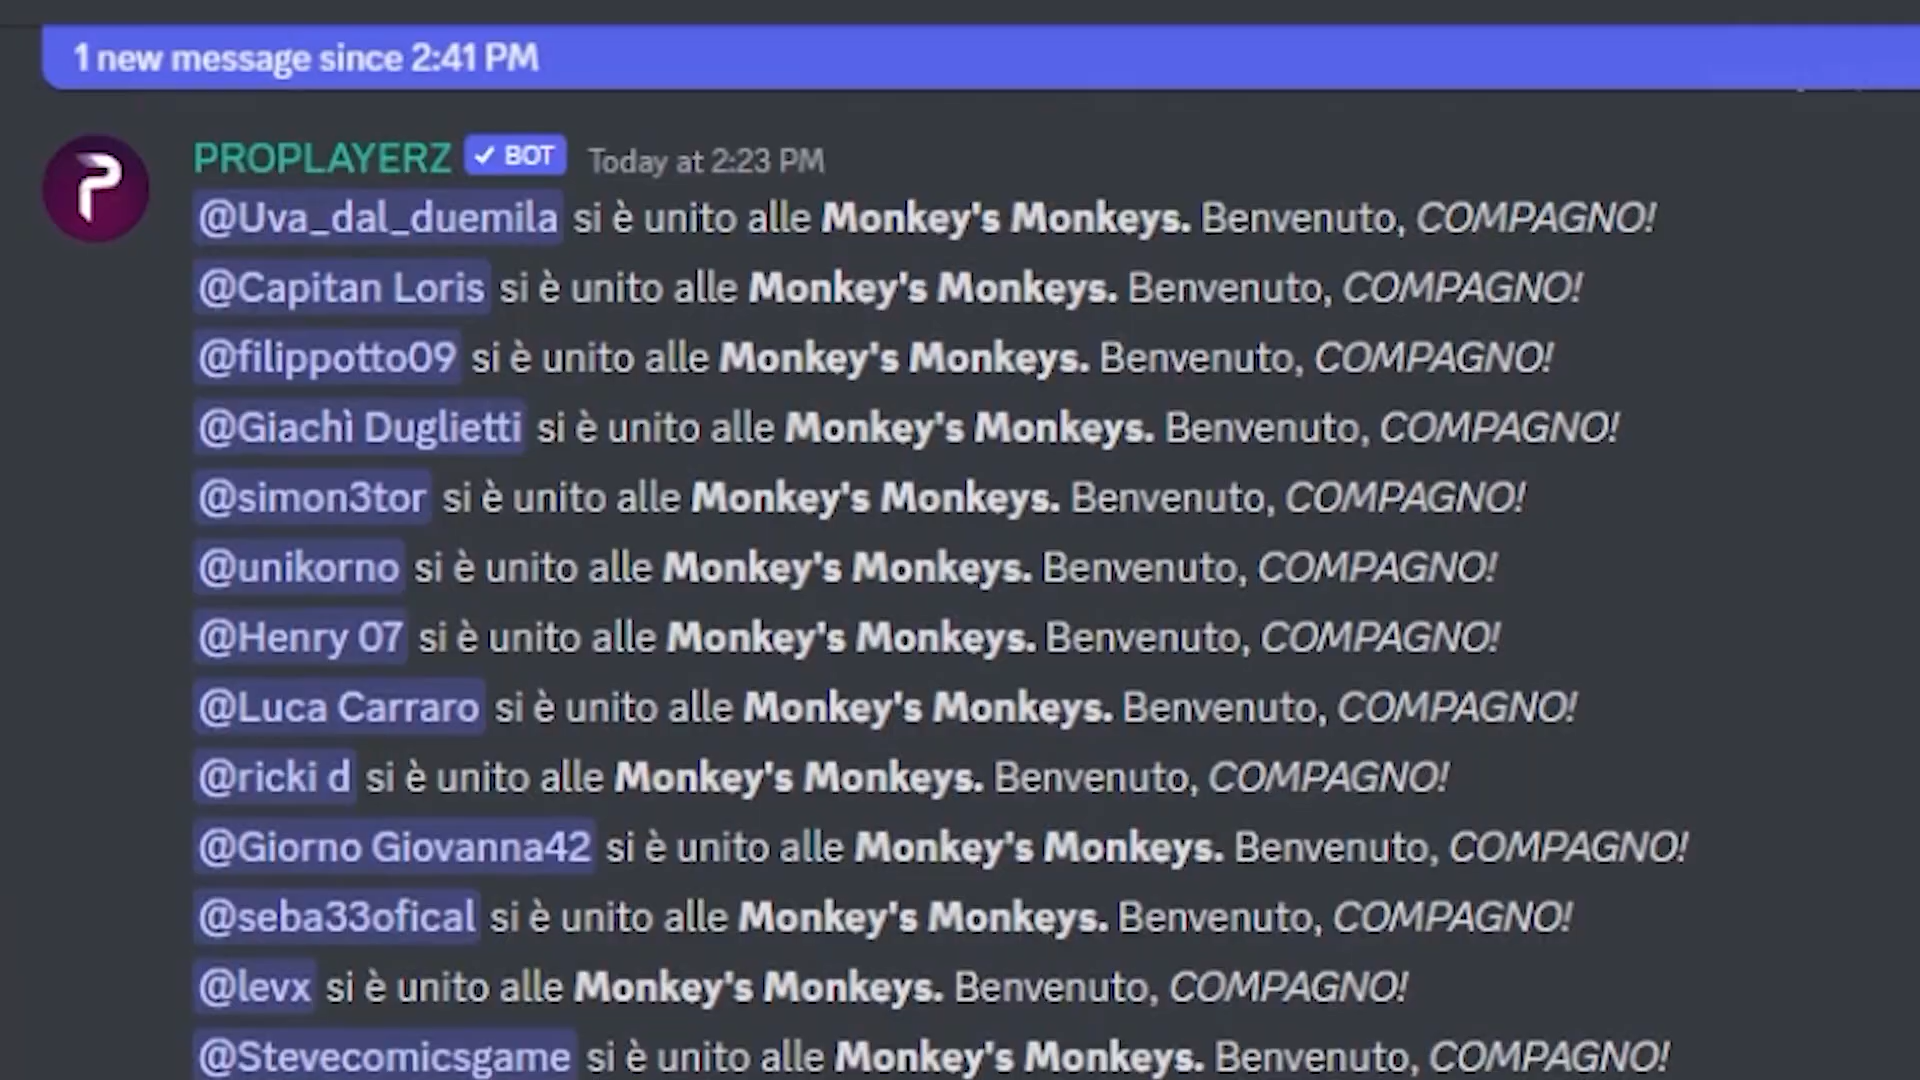 1 new message since 2:41 PM
PROPLAYERZ ✓ BOT Today at 2:23 PM
@Uva_dal_duemila si è unito alle Monkey's Monkeys. Benvenuto, COMPAGNO!
@Capitan Loris si è unito alle Monkey's Monkeys. Benvenuto, COMPAGNO!
@filippotto09 si è unito alle Monkey's Monkeys. Benvenuto, COMPAGNO!
@Giachì Duglietti si è unito alle Monkey's Monkeys. Benvenuto, COMPAGNO!
@simon3tor si è unito alle Monkey's Monkeys. Benvenuto, COMPAGNO!
@unikorno si è unito alle Monkey's Monkeys. Benvenuto, COMPAGNO!
@Henry 07 si è unito alle Monkey's Monkeys. Benvenuto, COMPAGNO!
@Luca Carraro si è unito alle Monkey's Monkeys. Benvenuto, COMPAGNO!
@ricki d si è unito alle Monkey's Monkeys. Benvenuto, COMPAGNO!
@Giorno Giovanna42 si è unito alle Monkey's Monkeys. Benvenuto, COMPAGNO!
@seba33ofical si è unito alle Monkey's Monkeys. Benvenuto, COMPAGNO!
@levx si è unito alle Monkey's Monkeys. Benvenuto, COMPAGNO!
@Stevecomicsgame si è unito alle Monkey's Monkeys. Benvenuto, COMPAGNO!